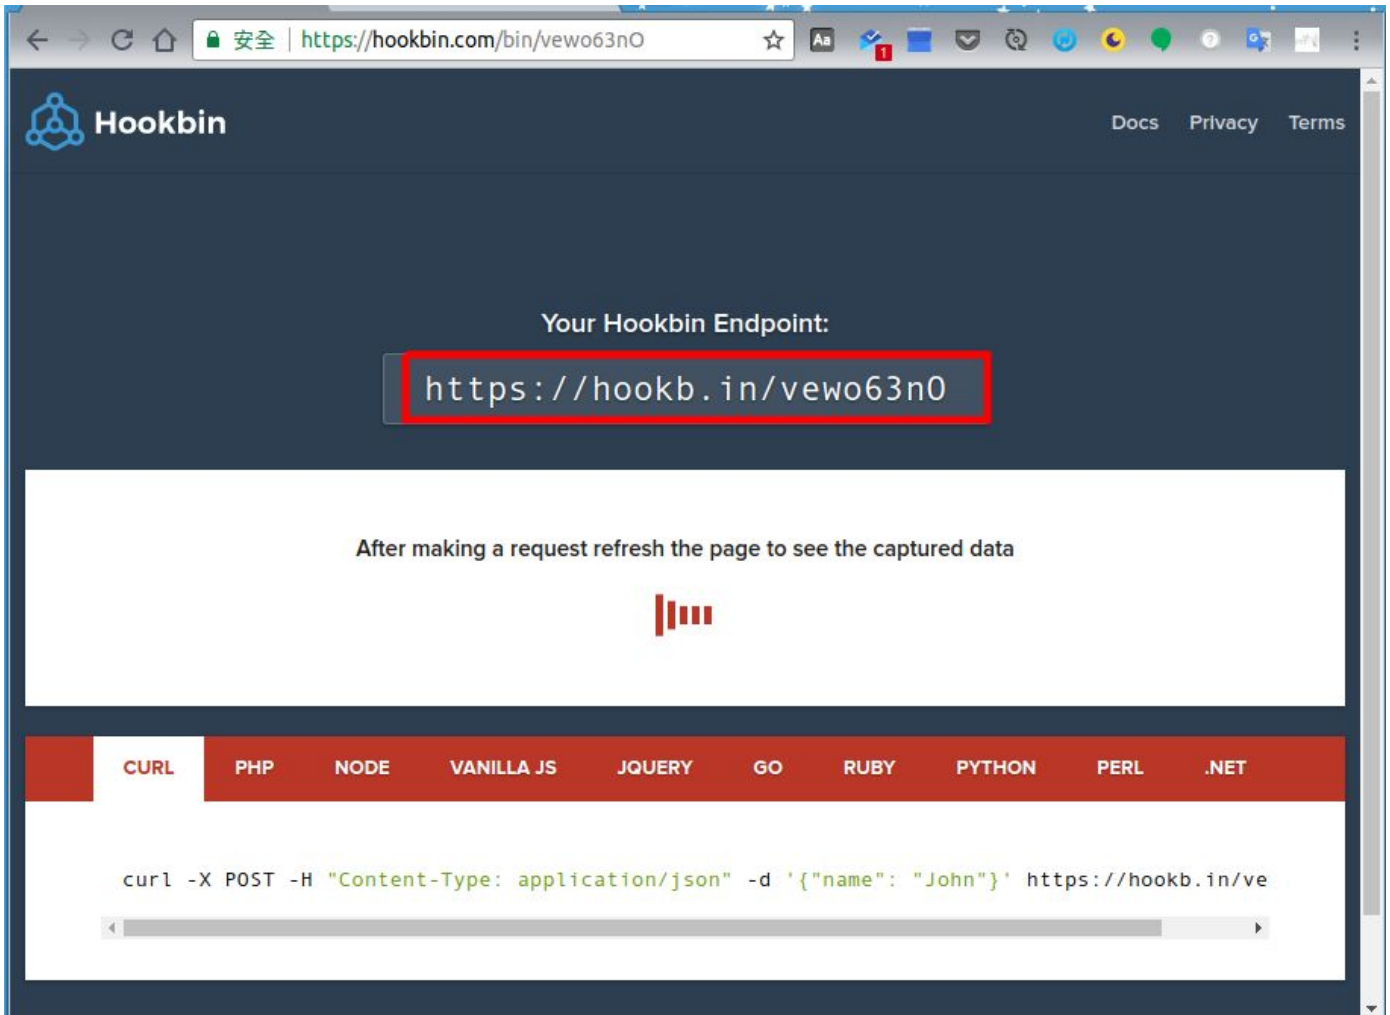 安全 | https://hookbin.com/bin/vewo63nO
Aa
1
Hookbin
Docs Privacy Terms
Your Hookbin Endpoint:
https://hookb.in/vewo63nO
After making a request refresh the page to see the captured data
CURL PHP NODE VANILLA JS JQUERY GO RUBY PYTHON PERL .NET
curl -X POST -H "Content-Type: application/json" -d '{"name": "John"}' https://hookb.in/ve